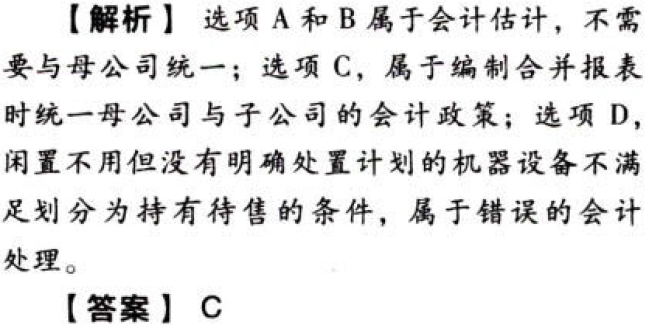 【解析】 选项 A 和 B 属于会计估计，不需
要与母公司统一；选项 C，属于编制合并报表
时统一母公司与子公司的会计政策；选项 D，
闲置不用但没有明确处置计划的机器设备不满
足划分为持有待售的条件，属于错误的会计
处理。
【答案】 C